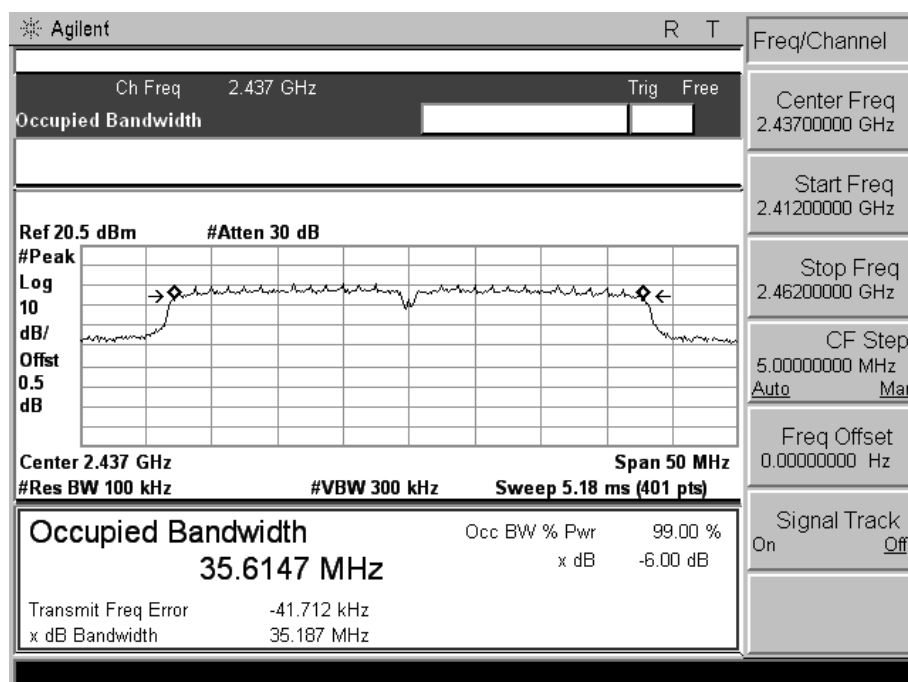 Agilent R T
Ch Freq 2.437 GHz Trig Free
Occupied Bandwidth
Ref 20.5 dBm #Atten 30 dB
#Peak
Log
10
dB/
Offst
0.5
dB
Center 2.437 GHz Span 50 MHz
#Res BW 100 kHz #VBW 300 kHz Sweep 5.18 ms (401 pts)
Occupied Bandwidth Occ BW % Pwr 99.00 %
35.6147 MHz x dB -6.00 dB
Transmit Freq Error -41.712 kHz
x dB Bandwidth 35.187 MHz
Freq/Channel
Center Freq
2.43700000 GHz
Start Freq
2.41200000 GHz
Stop Freq
2.46200000 GHz
CF Step
5.00000000 MHz
Auto Man
Freq Offset
0.00000000 Hz
Signal Track
On Off